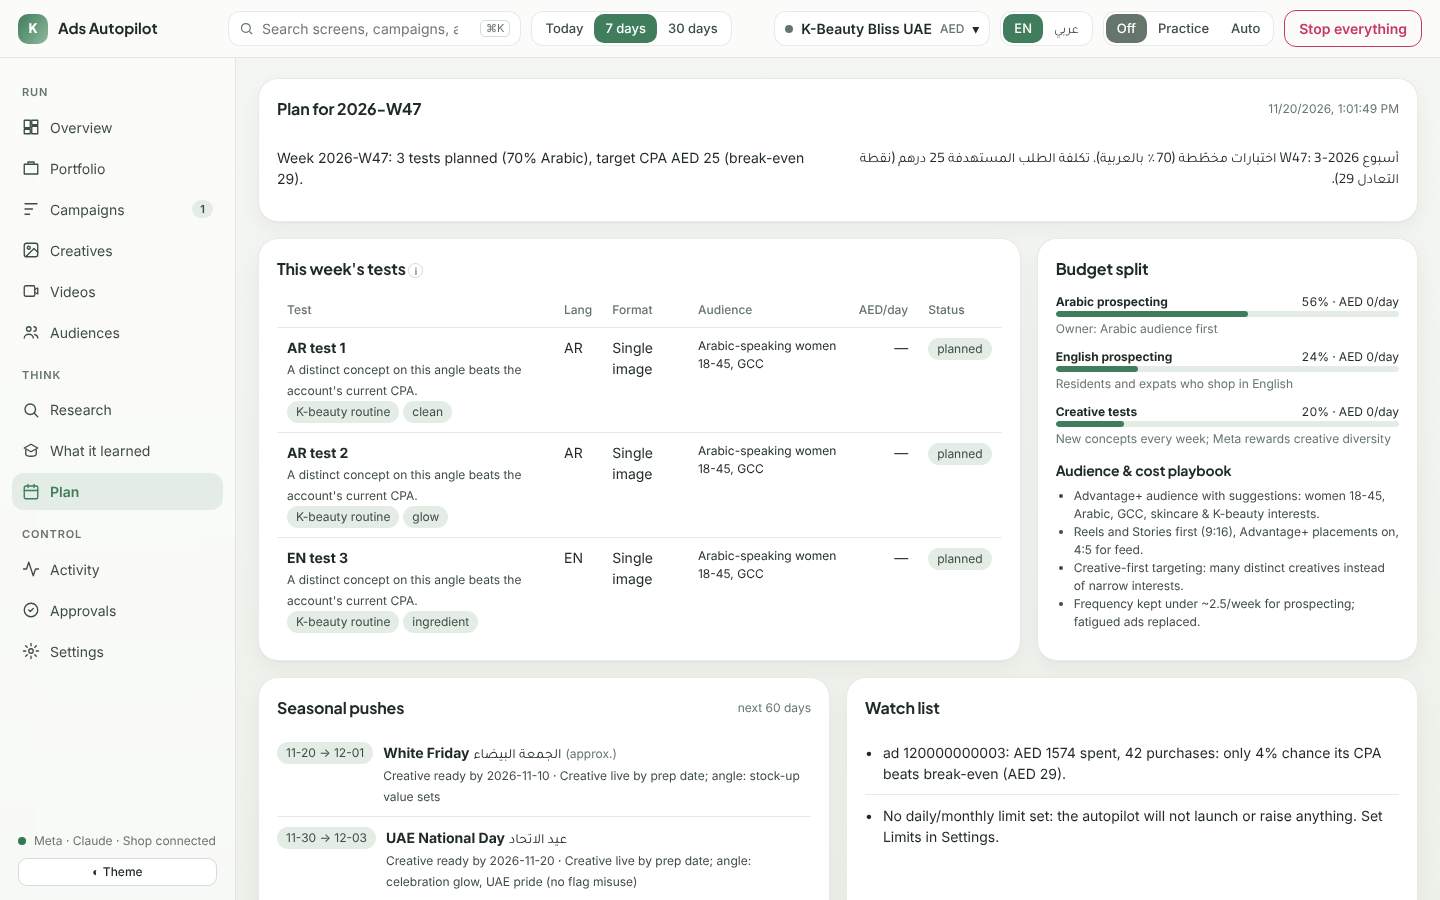 K
Ads Autopilot
Search screens, campaigns, a
⌘K
Today
7 days
30 days
K-Beauty Bliss UAE AED ▾
EN
عربي
Off
Practice
Auto
Stop everything
RUN
Overview
Portfolio
Campaigns
1
Creatives
Videos
Audiences
THINK
Research
What it learned
Plan
CONTROL
Activity
Approvals
Settings
Meta · Claude · Shop connected
Theme
Plan for 2026-W47
11/20/2026, 1:01:49 PM
Week 2026-W47: 3 tests planned (70% Arabic), target CPA AED 25 (break-even
29).
أسبوع 2026-W47: 3 اختبارات مخطّطة (70٪ بالعربية). تكلفة الطلب المستهدفة 25 درهم (نقطة
التعادل 29).
This week's tests
i
Test
Lang
Format
Audience
AED/day
Status
AR test 1
A distinct concept on this angle beats the
account's current CPA.
K-beauty routine
clean
AR
Single
image
Arabic-speaking women
18-45, GCC
—
planned
AR test 2
A distinct concept on this angle beats the
account's current CPA.
K-beauty routine
glow
AR
Single
image
Arabic-speaking women
18-45, GCC
—
planned
EN test 3
A distinct concept on this angle beats the
account's current CPA.
K-beauty routine
ingredient
EN
Single
image
Arabic-speaking women
18-45, GCC
—
planned
Budget split
Arabic prospecting
56% · AED 0/day
Owner: Arabic audience first
English prospecting
24% · AED 0/day
Residents and expats who shop in English
Creative tests
20% · AED 0/day
New concepts every week; Meta rewards creative diversity
Audience & cost playbook
• Advantage+ audience with suggestions: women 18-45,
Arabic, GCC, skincare & K-beauty interests.
• Reels and Stories first (9:16), Advantage+ placements on,
4:5 for feed.
• Creative-first targeting: many distinct creatives instead
of narrow interests.
• Frequency kept under ~2.5/week for prospecting;
fatigued ads replaced.
Seasonal pushes
next 60 days
11-20 → 12-01
White Friday الجمعة البيضاء (approx.)
Creative ready by 2026-11-10 · Creative live by prep date; angle: stock-up
value sets
11-30 → 12-03
UAE National Day عيد الاتحاد
Creative ready by 2026-11-20 · Creative live by prep date; angle:
celebration glow, UAE pride (no flag misuse)
Watch list
• ad 120000000003: AED 1574 spent, 42 purchases: only 4% chance its CPA
beats break-even (AED 29).
• No daily/monthly limit set: the autopilot will not launch or raise anything. Set
Limits in Settings.